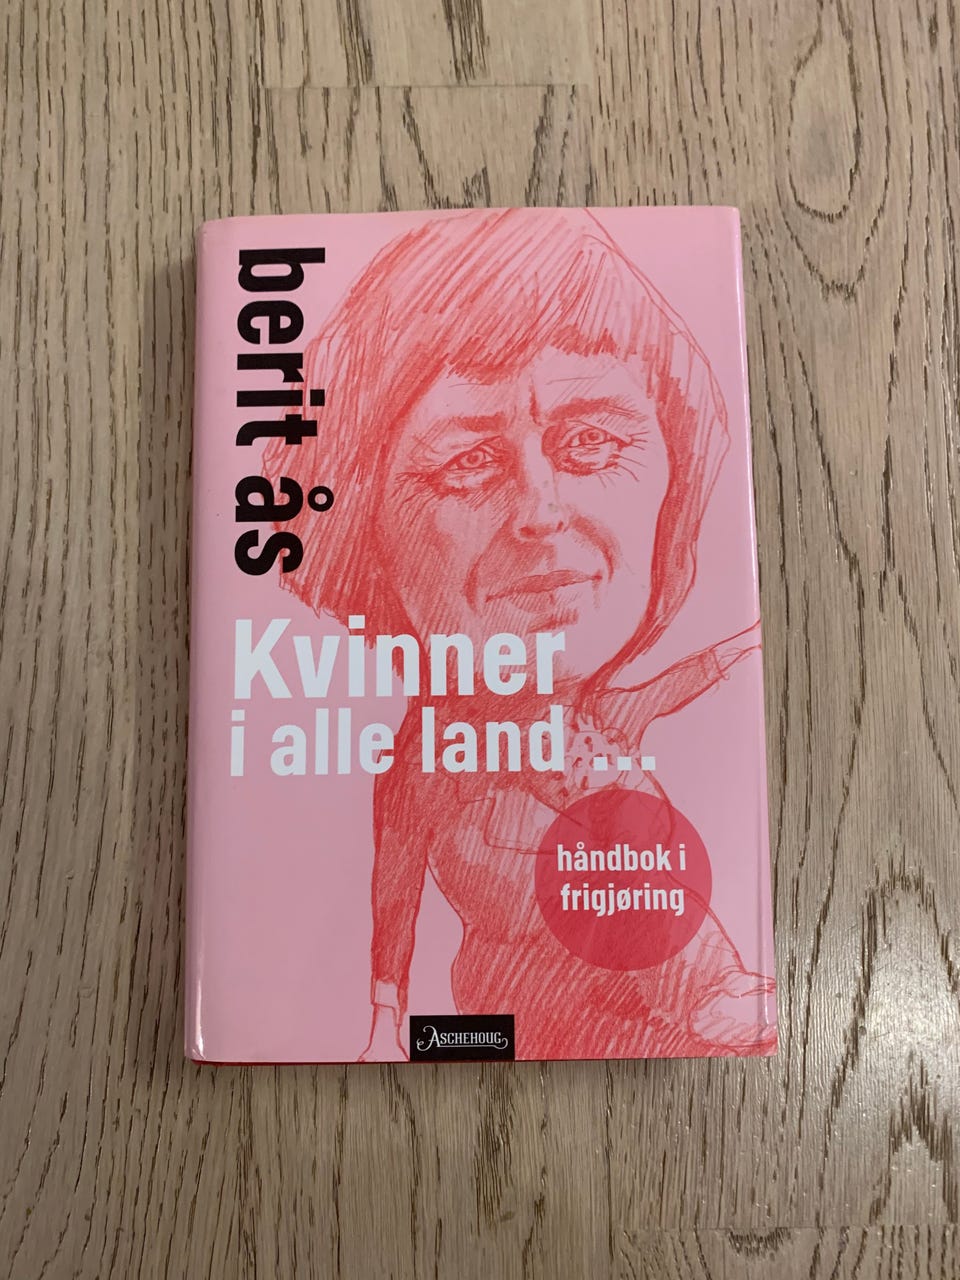 berit ås
Kvinner
i alle land ...
håndbok i
frigjøring
ASCHEHOUG